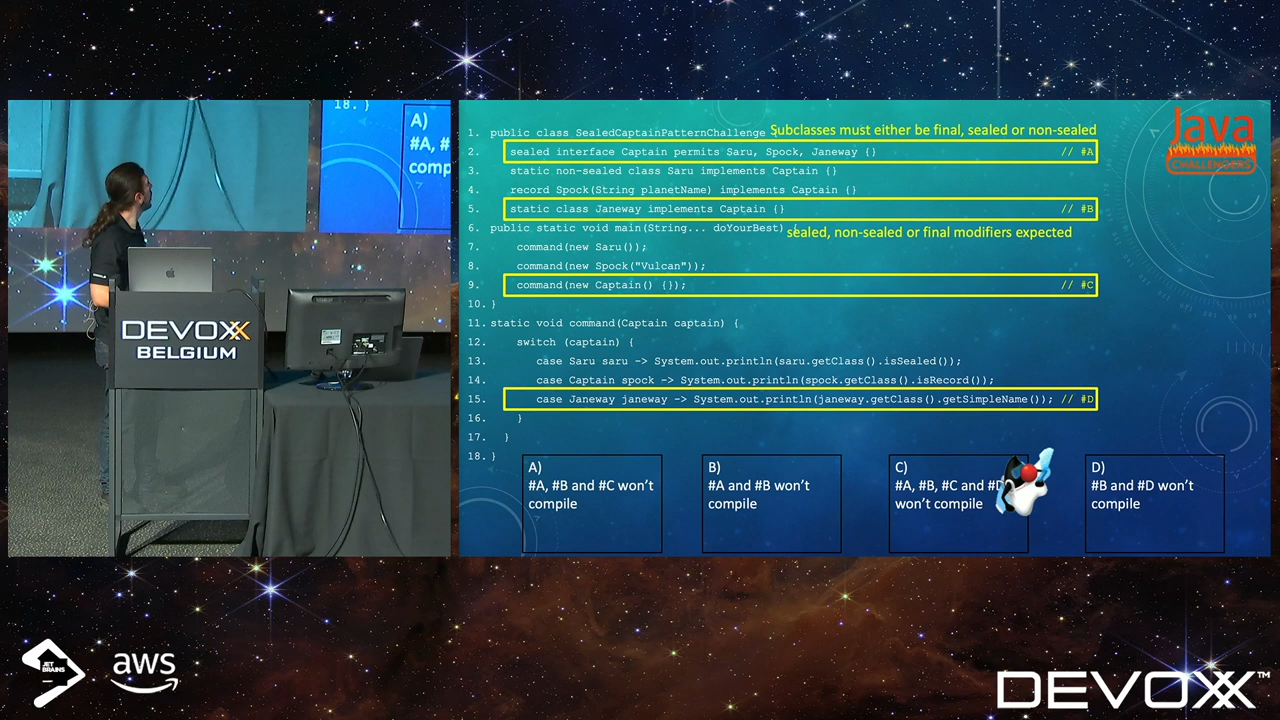 18. }
A)
#A, #
comp
DEVOXX
BELGIUM
Java
CHALLENGERS
1. public class SealedCaptainPatternChallenge {
Subclasses must either be final, sealed or non-sealed
2. sealed interface Captain permits Saru, Spock, Janeway {} // #A
3. static non-sealed class Saru implements Captain {}
4. record Spock(String planetName) implements Captain {}
5. static class Janeway implements Captain {} // #B
6. public static void main(String... doYourBest) {
sealed, non-sealed or final modifiers expected
7. command(new Saru());
8. command(new Spock("Vulcan"));
9. command(new Captain() {}); // #C
10. }
11. static void command(Captain captain) {
12. switch (captain) {
13. case Saru saru -> System.out.println(saru.getClass().isSealed());
14. case Captain spock -> System.out.println(spock.getClass().isRecord());
15. case Janeway janeway -> System.out.println(janeway.getClass().getSimpleName()); // #D
16. }
17. }
18. }
A)
#A, #B and #C won't
compile
B)
#A and #B won't
compile
C)
#A, #B, #C and #D
won't compile
D)
#B and #D won't
compile
JET
BRAINS
aws
DEVOXX™